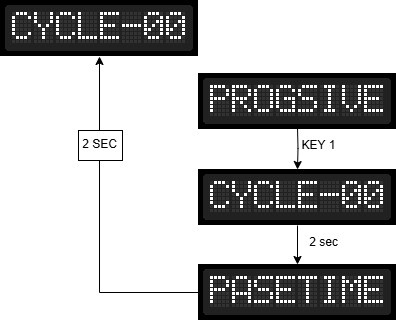 CYCLE-00
PROGSIVE
2 SEC
KEY 1
CYCLE-00
2 sec
PASETIME